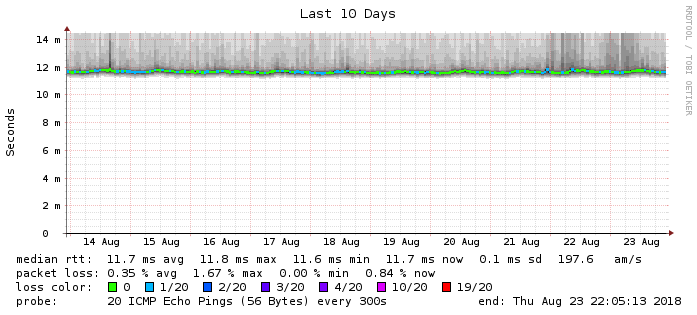 Last 10 Days
RRDTOOL / TOBI OETIKER
Seconds
14 m
12 m
10 m
8 m
6 m
4 m
2 m
0
14 Aug 15 Aug 16 Aug 17 Aug 18 Aug 19 Aug 20 Aug 21 Aug 22 Aug 23 Aug
median rtt: 11.7 ms avg 11.8 ms max 11.6 ms min 11.7 ms now 0.1 ms sd 197.6 am/s
packet loss: 0.35 % avg 1.67 % max 0.00 % min 0.84 % now
loss color: 0 1/20 2/20 3/20 4/20 10/20 19/20
probe: 20 ICMP Echo Pings (56 Bytes) every 300s end: Thu Aug 23 22:05:13 2018